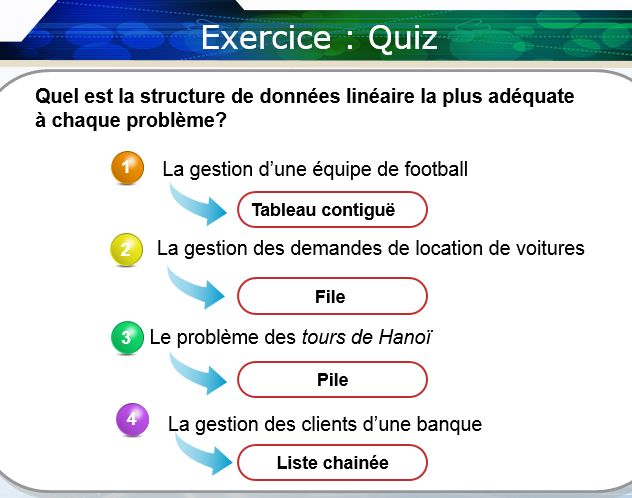 Exercice : Quiz
Quel est la structure de données linéaire la plus adéquate
à chaque problème?
1 La gestion d'une équipe de football
Tableau contiguë
2 La gestion des demandes de location de voitures
File
3 Le problème des tours de Hanoï
Pile
4 La gestion des clients d'une banque
Liste chainée